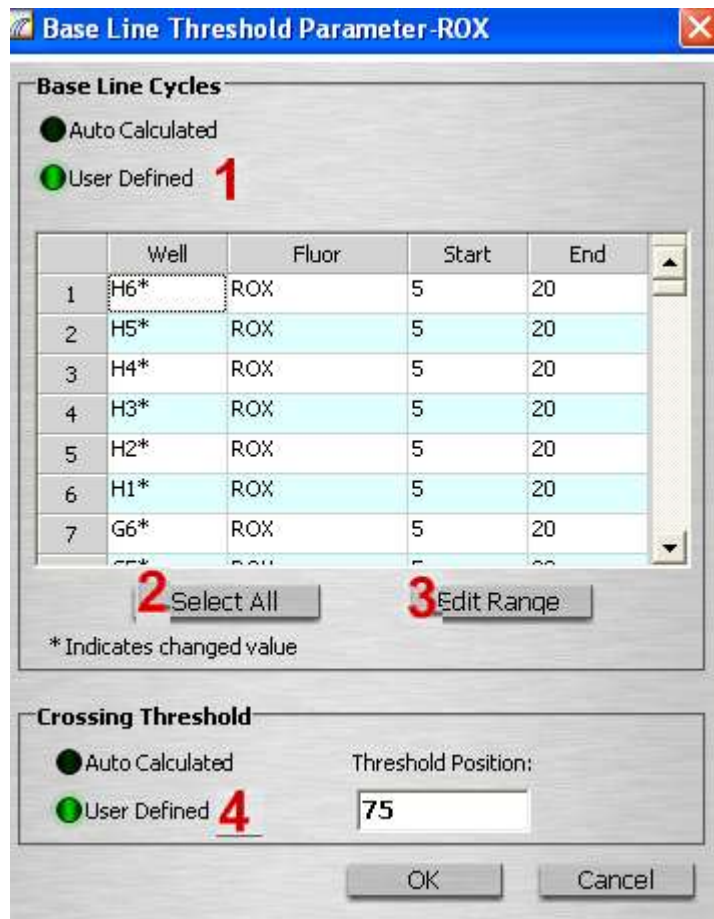 Base Line Threshold Parameter-ROX
Base Line Cycles
Auto Calculated
User Defined 1
Well Fluor Start End
1 H6* ROX 5 20
2 H5* ROX 5 20
3 H4* ROX 5 20
4 H3* ROX 5 20
5 H2* ROX 5 20
6 H1* ROX 5 20
7 G6* ROX 5 20
2 Select All 3 Edit Range
* Indicates changed value
Crossing Threshold
Auto Calculated Threshold Position:
User Defined 4 75
OK Cancel